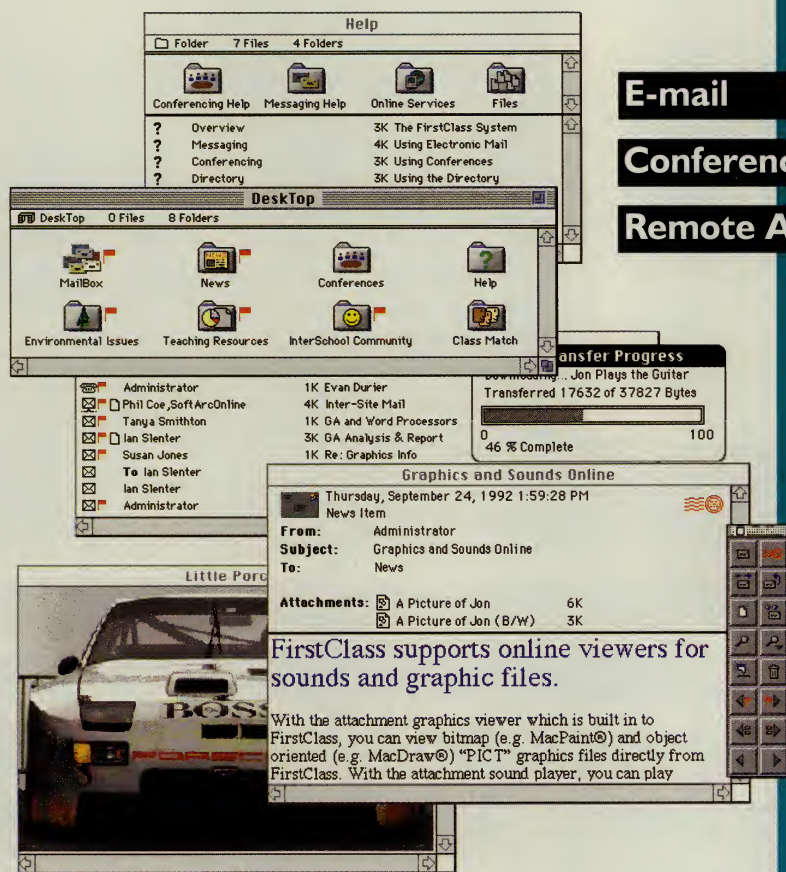 Help
Folder 7 Files 4 Folders
Conferencing Help Messaging Help Online Services Files
? Overview 3K The FirstClass System
? Messaging 4K Using Electronic Mail
? Conferencing 3K Using Conferences
? Directory 3K Using the Directory
E-mail
Conferenc
Remote A
DeskTop
DeskTop 0 Files 8 Folders
MailBox News Conferences Help
Environmental Issues Teaching Resources InterSchool Community Class Match
Administrator 1K Evan Durier
Phil Coe,SoftArcOnline 4K Inter-Site Mail
Tanya Smithton 1K GA and Word Processors
Ian Slenter 3K GA Analysis & Report
Susan Jones 1K Re: Graphics Info
To Ian Slenter
Ian Slenter
Administrator
ansfer Progress
Jon Plays the Guitar
Transferred 17632 of 37827 Bytes
0 100
46 % Complete
Graphics and Sounds Online
Thursday, September 24, 1992 1:59:28 PM
News Item
From: Administrator
Subject: Graphics and Sounds Online
To: News
Attachments: A Picture of Jon 6K
A Picture of Jon (B/W) 3K
FirstClass supports online viewers for
sounds and graphic files.
With the attachment graphics viewer which is built in to
FirstClass, you can view bitmap (e.g. MacPaint®) and object
oriented (e.g. MacDraw®) “PICT” graphics files directly from
FirstClass. With the attachment sound player, you can play
Little Porc
BOSS